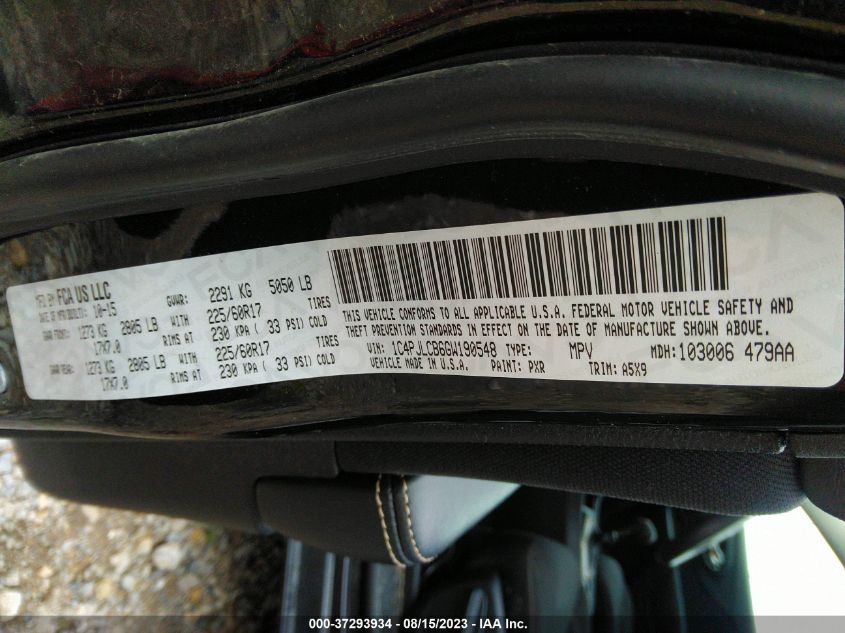 MFD BY FCA US LLC
DATE OF MFR(BUILT): 10-15 GVWR: 2291 KG 5050 LB
GAWR FRONT: 1273 KG 2805 LB WITH 225/60R17 TIRES
17X7.0 RIMS AT 230 KPA ( 33 PSI) COLD
GAWR REAR: 1273 KG 2805 LB WITH 225/60R17 TIRES
17X7.0 RIMS AT 230 KPA ( 33 PSI) COLD
THIS VEHICLE CONFORMS TO ALL APPLICABLE U.S.A. FEDERAL MOTOR VEHICLE SAFETY AND
THEFT PREVENTION STANDARDS IN EFFECT ON THE DATE OF MANUFACTURE SHOWN ABOVE.
VIN: 1C4PJLCB6GW190548 TYPE: MPV MDH:103006 479AA
VEHICLE MADE IN U.S.A. PAINT: PXR TRIM: A5X9
000-37293934 - 08/15/2023 - IAA Inc.